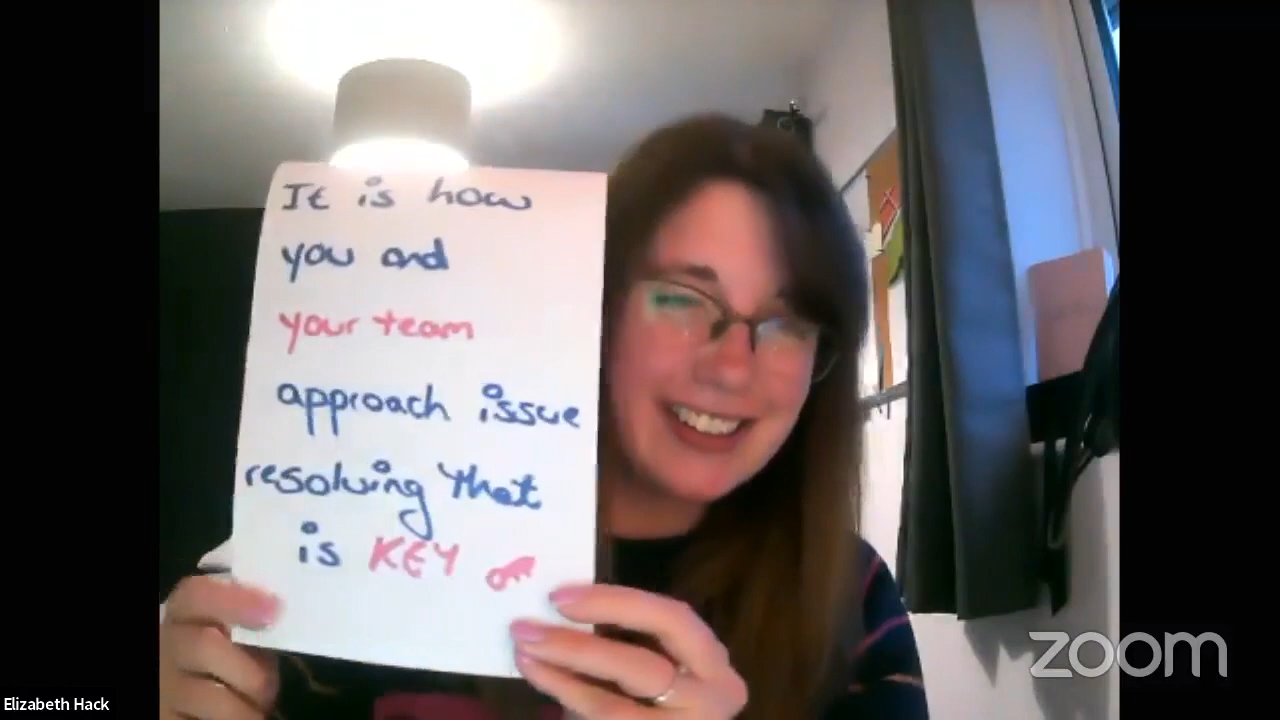 It is how
you and
your team
approach issue
resolving that
is KEY
zoom
Elizabeth Hack